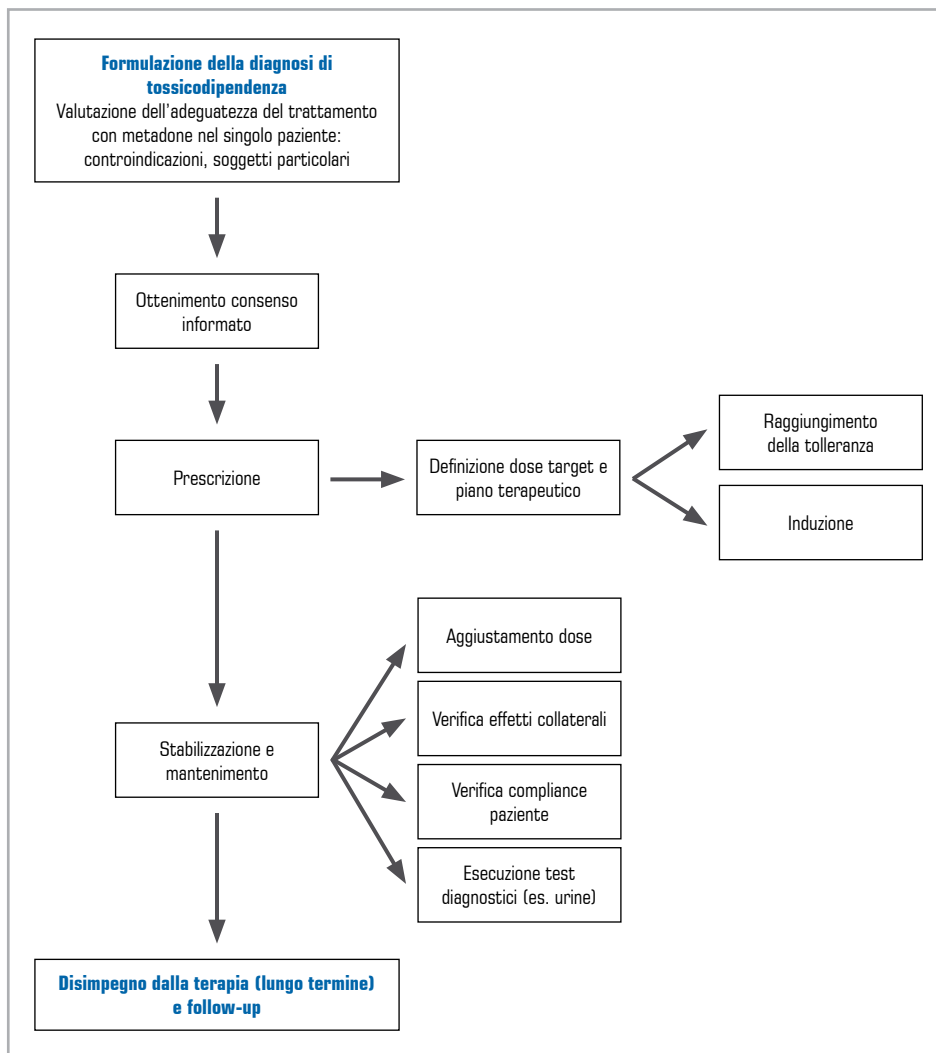 Formulazione della diagnosi di
tossicodipendenza
Valutazione dell'adeguatezza del trattamento
con metadone nel singolo paziente:
controindicazioni, soggetti particolari
Ottenimento consenso
informato
Prescrizione
Definizione dose target e
piano terapeutico
Raggiungimento
della tolleranza
Induzione
Stabilizzazione e
mantenimento
Aggiustamento dose
Verifica effetti collaterali
Verifica compliance
paziente
Esecuzione test
diagnostici (es. urine)
Disimpegno dalla terapia (lungo termine)
e follow-up